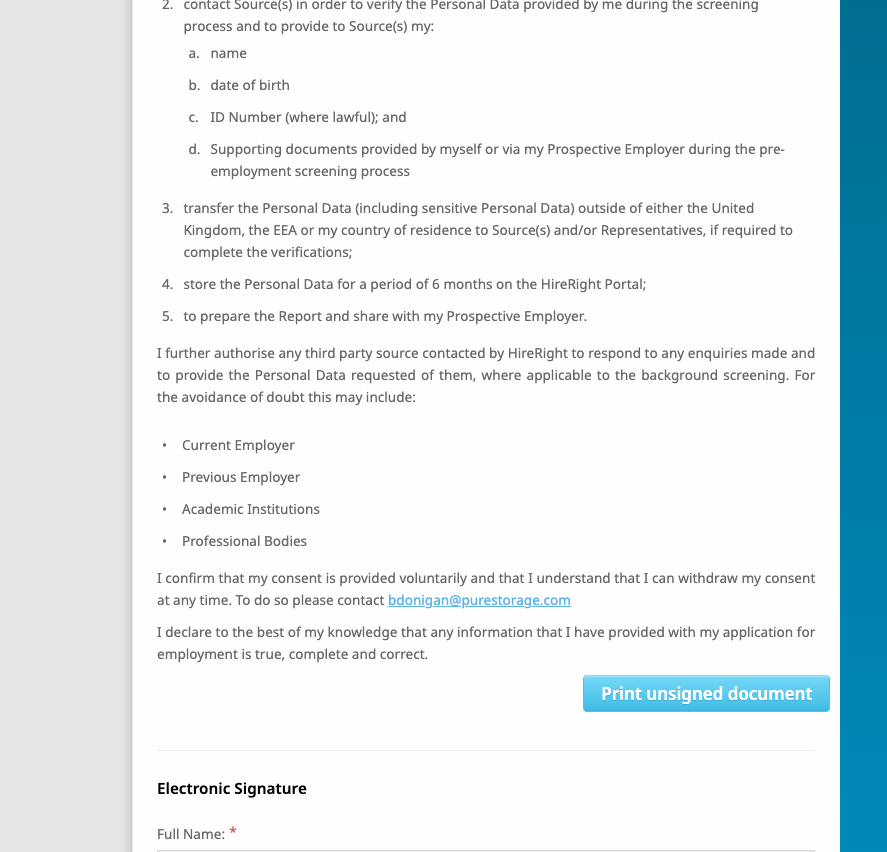 2. contact Source(s) in order to verify the Personal Data provided by me during the screening
process and to provide to Source(s) my:
a. name
b. date of birth
c. ID Number (where lawful); and
d. Supporting documents provided by myself or via my Prospective Employer during the pre-
employment screening process
3. transfer the Personal Data (including sensitive Personal Data) outside of either the United
Kingdom, the EEA or my country of residence to Source(s) and/or Representatives, if required to
complete the verifications;
4. store the Personal Data for a period of 6 months on the HireRight Portal;
5. to prepare the Report and share with my Prospective Employer.
I further authorise any third party source contacted by HireRight to respond to any enquiries made and
to provide the Personal Data requested of them, where applicable to the background screening. For
the avoidance of doubt this may include:
• Current Employer
• Previous Employer
• Academic Institutions
• Professional Bodies
I confirm that my consent is provided voluntarily and that I understand that I can withdraw my consent
at any time. To do so please contact bdonigan@purestorage.com
I declare to the best of my knowledge that any information that I have provided with my application for
employment is true, complete and correct.
Print unsigned document
Electronic Signature
Full Name: *